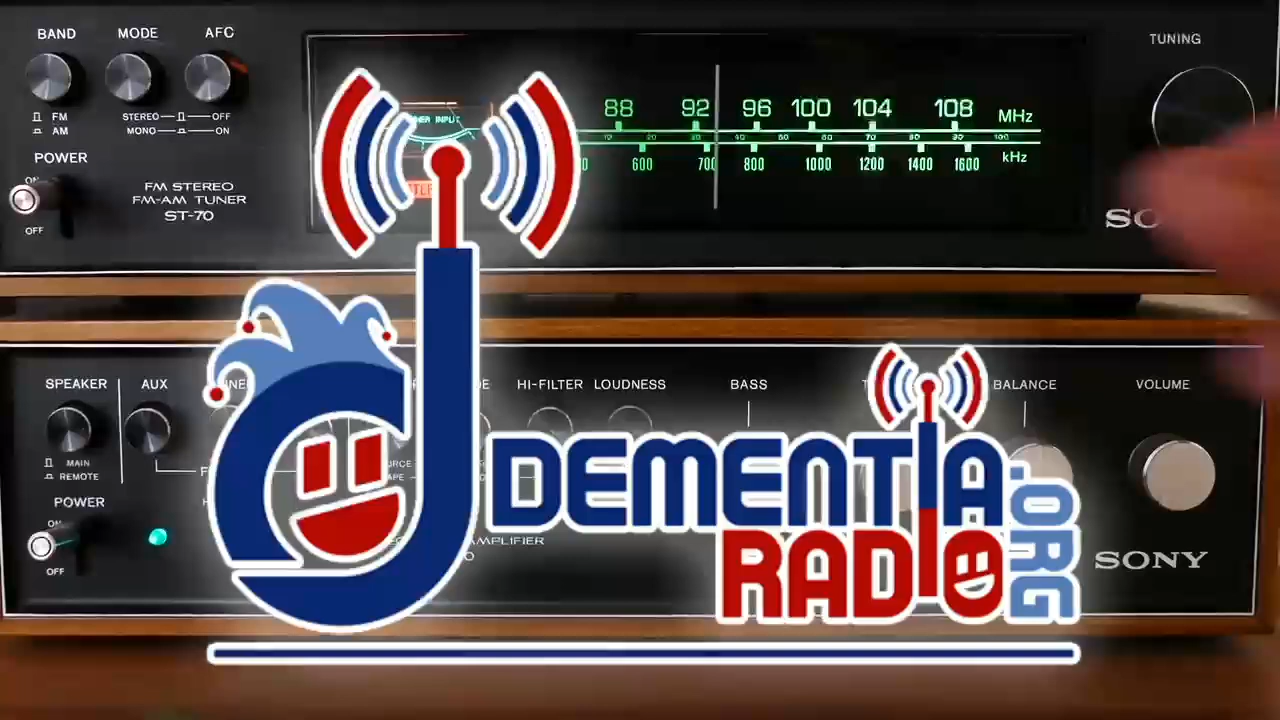 BAND MODE AFC
FM STEREO OFF
AM MONO ON
POWER
ON
OFF
FM STEREO
FM-AM TUNER
ST-70
88 92 96 100 104 108 MHz
600 700 800 1000 1200 1400 1600 kHz
TUNING
SPEAKER AUX HI-FILTER LOUDNESS BASS BALANCE VOLUME
MAIN
REMOTE
POWER
ON
OFF
AMPLIFIER
SONY
DEMENTIA
RADIO
.ORG